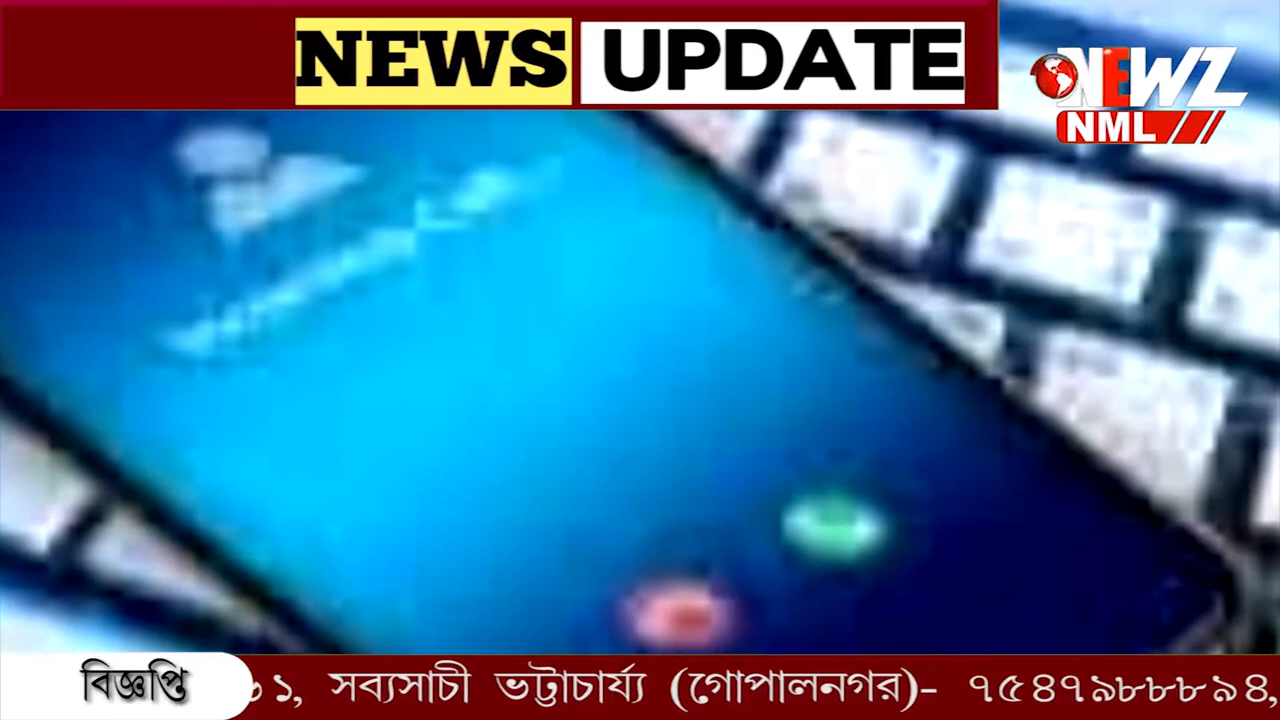 NEWS UPDATE
NEWZ
NML
বিজ্ঞপ্তি
১, সব্যসাচী ভট্টাচার্য্য (গোপালনগর)- ৭৫৪৭৯৮৮৮৯৪,